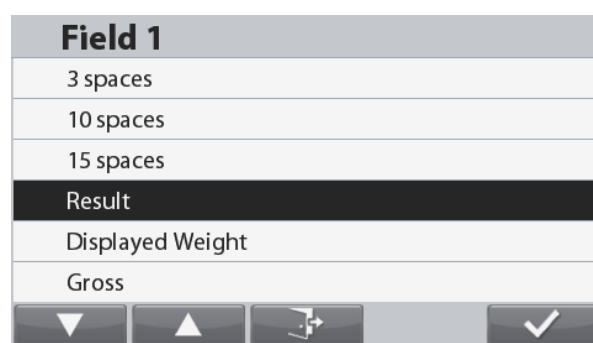 Field 1
3 spaces
10 spaces
15 spaces
Result
Displayed Weight
Gross